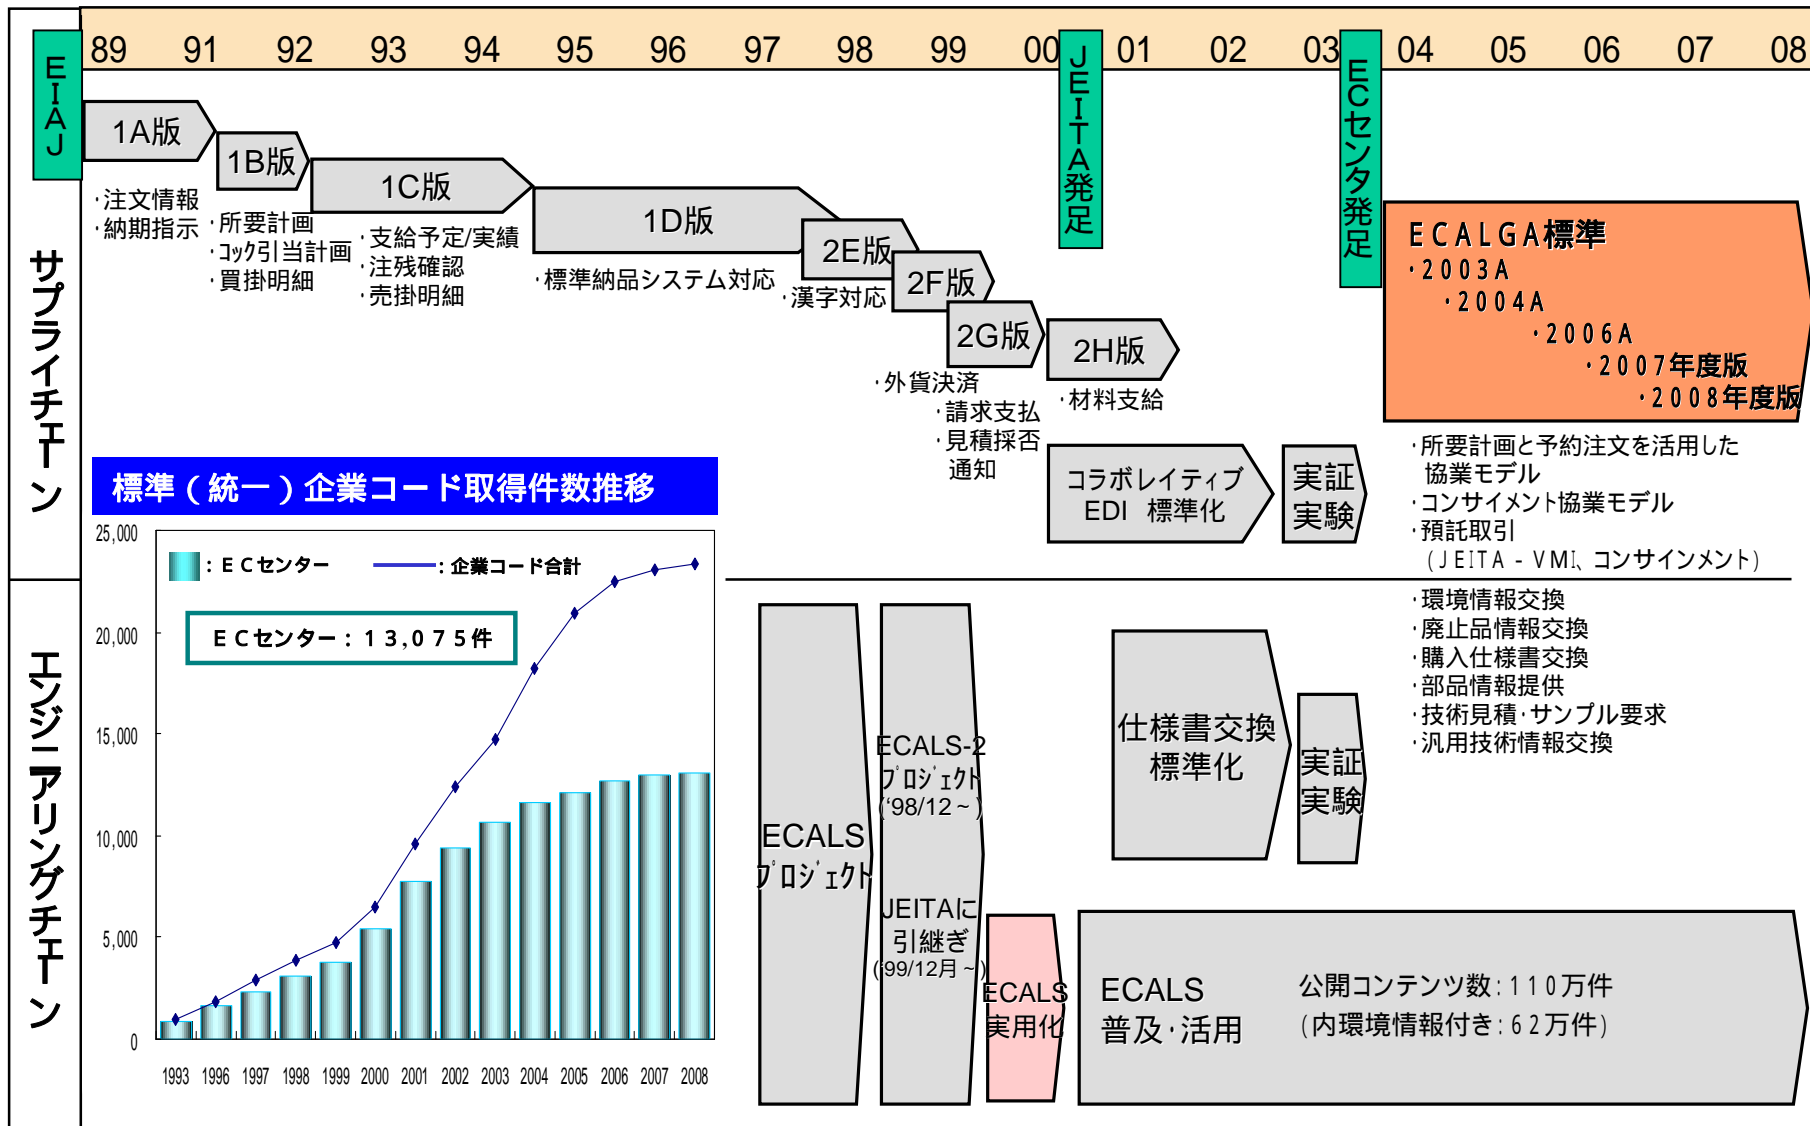 89 91 92 93 94 95 96 97 98 99 00 01 02 03 04 05 06 07 08
EIAJ
JEITA発足
ECセンタ発足
サプライチェーン
1A版
・注文情報
・納期指示
1B版
・所要計画
・コック引当計画
・買掛明細
1C版
・支給予定/実績
・注残確認
・売掛明細
1D版
・標準納品システム対応
2E版
・漢字対応
2F版
2G版
・外貨決済
・請求支払
・見積採否
通知
2H版
・材料支給
コラボレイティブ
EDI 標準化
実証
実験
ECALGA標準
・2003A
・2004A
・2006A
・2007年度版
・2008年度版
・所要計画と予約注文を活用した
協業モデル
・コンサイメント協業モデル
・預託取引
(JEITA - VMI、コンサインメント)
標準(統一)企業コード取得件数推移
25,000
20,000
15,000
10,000
5,000
0
:ECセンター
:企業コード合計
ECセンター:13,075件
1993 1996 1997 1998 1999 2000 2001 2002 2003 2004 2005 2006 2007 2008
エンジニアリングチェーン
ECALS
プロジェクト
ECALS-2
プロジェクト
('98/12~)
JEITAに
引継ぎ
('99/12月~)
ECALS
実用化
仕様書交換
標準化
実証
実験
・環境情報交換
・廃止品情報交換
・購入仕様書交換
・部品情報提供
・技術見積・サンプル要求
・汎用技術情報交換
ECALS
普及・活用
公開コンテンツ数:110万件
(内環境情報付き:62万件)